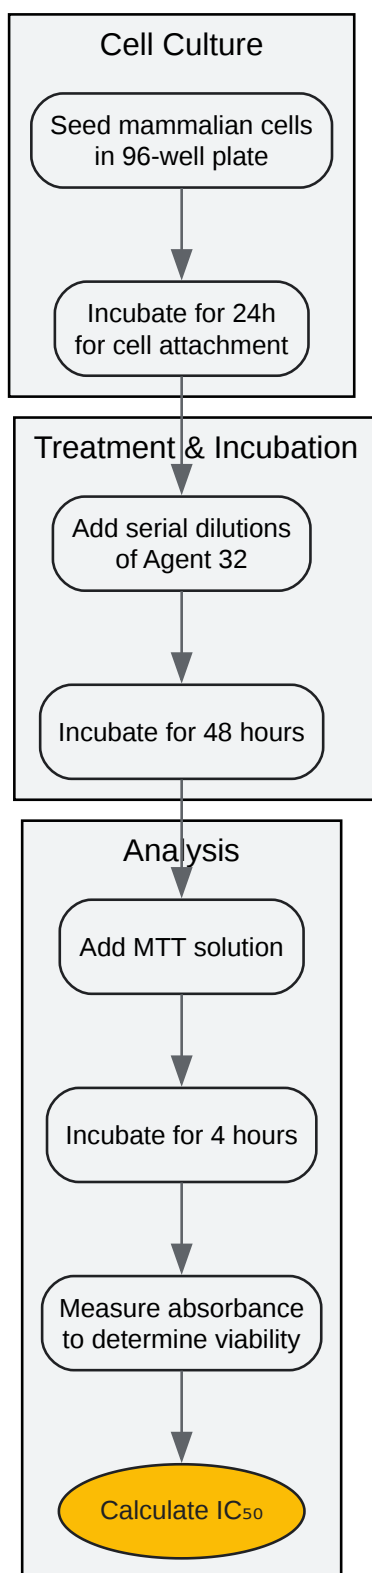 Cell Culture
Seed mammalian cells
in 96-well plate
Incubate for 24h
for cell attachment
Treatment & Incubation
Add serial dilutions
of Agent 32
Incubate for 48 hours
Analysis
Add MTT solution
Incubate for 4 hours
Measure absorbance
to determine viability
Calculate IC₅₀